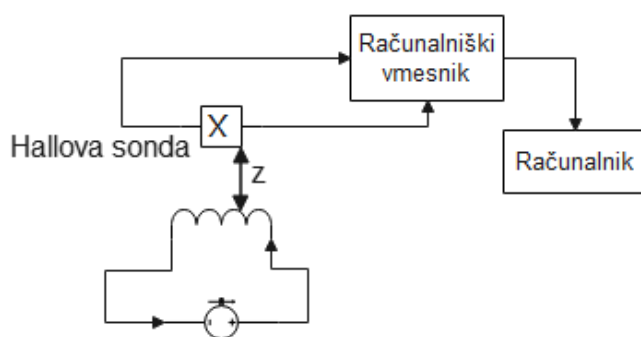 Računalniški
vmesnik
X
Hallova sonda
z
Računalnik
- +